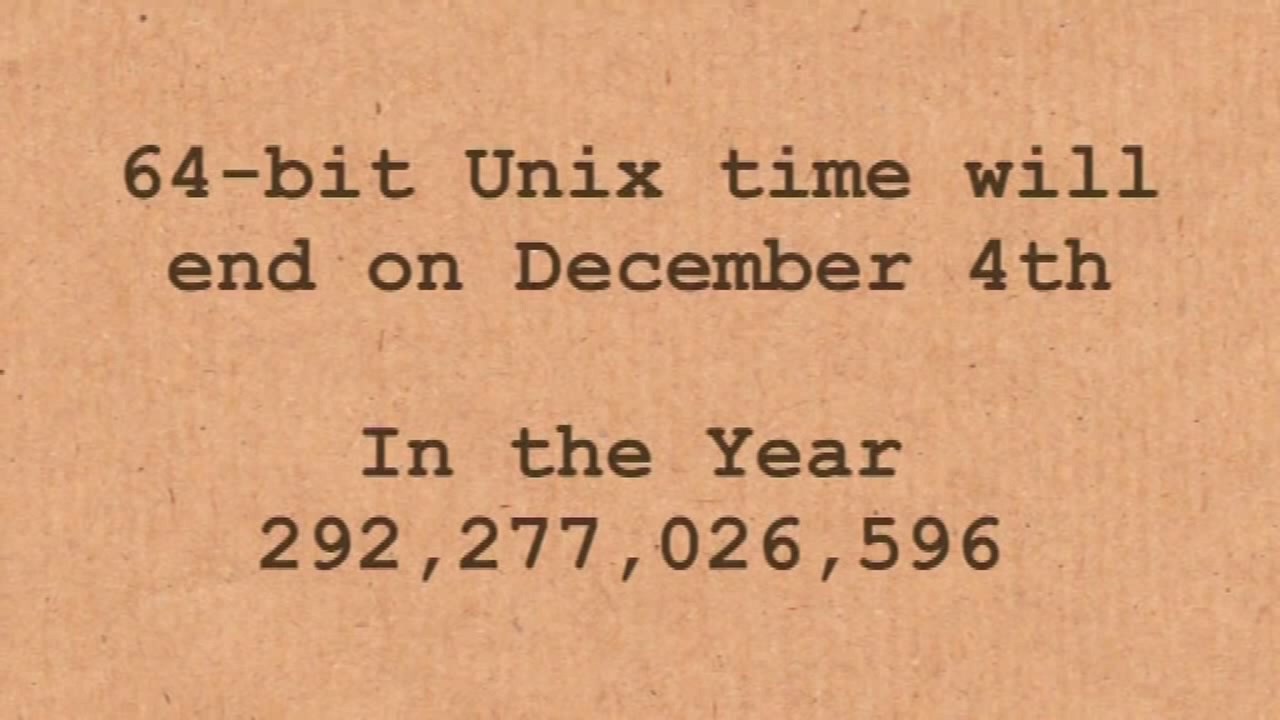 64-bit Unix time will
end on December 4th
In the Year
292,277,026,596